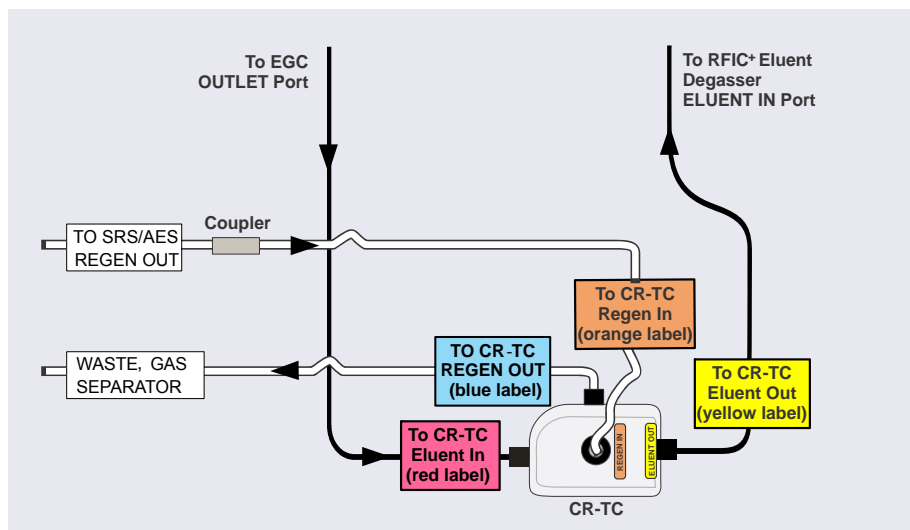 To EGC
OUTLET Port
To RFIC+ Eluent
Degasser
ELUENT IN Port
TO SRS/AES
REGEN OUT
Coupler
To CR-TC
Regen In
(orange label)
WASTE, GAS
SEPARATOR
TO CR-TC
REGEN OUT
(blue label)
To CR-TC
Eluent Out
(yellow label)
To CR-TC
Eluent In
(red label)
REGEN IN
ELUENT OUT
CR-TC